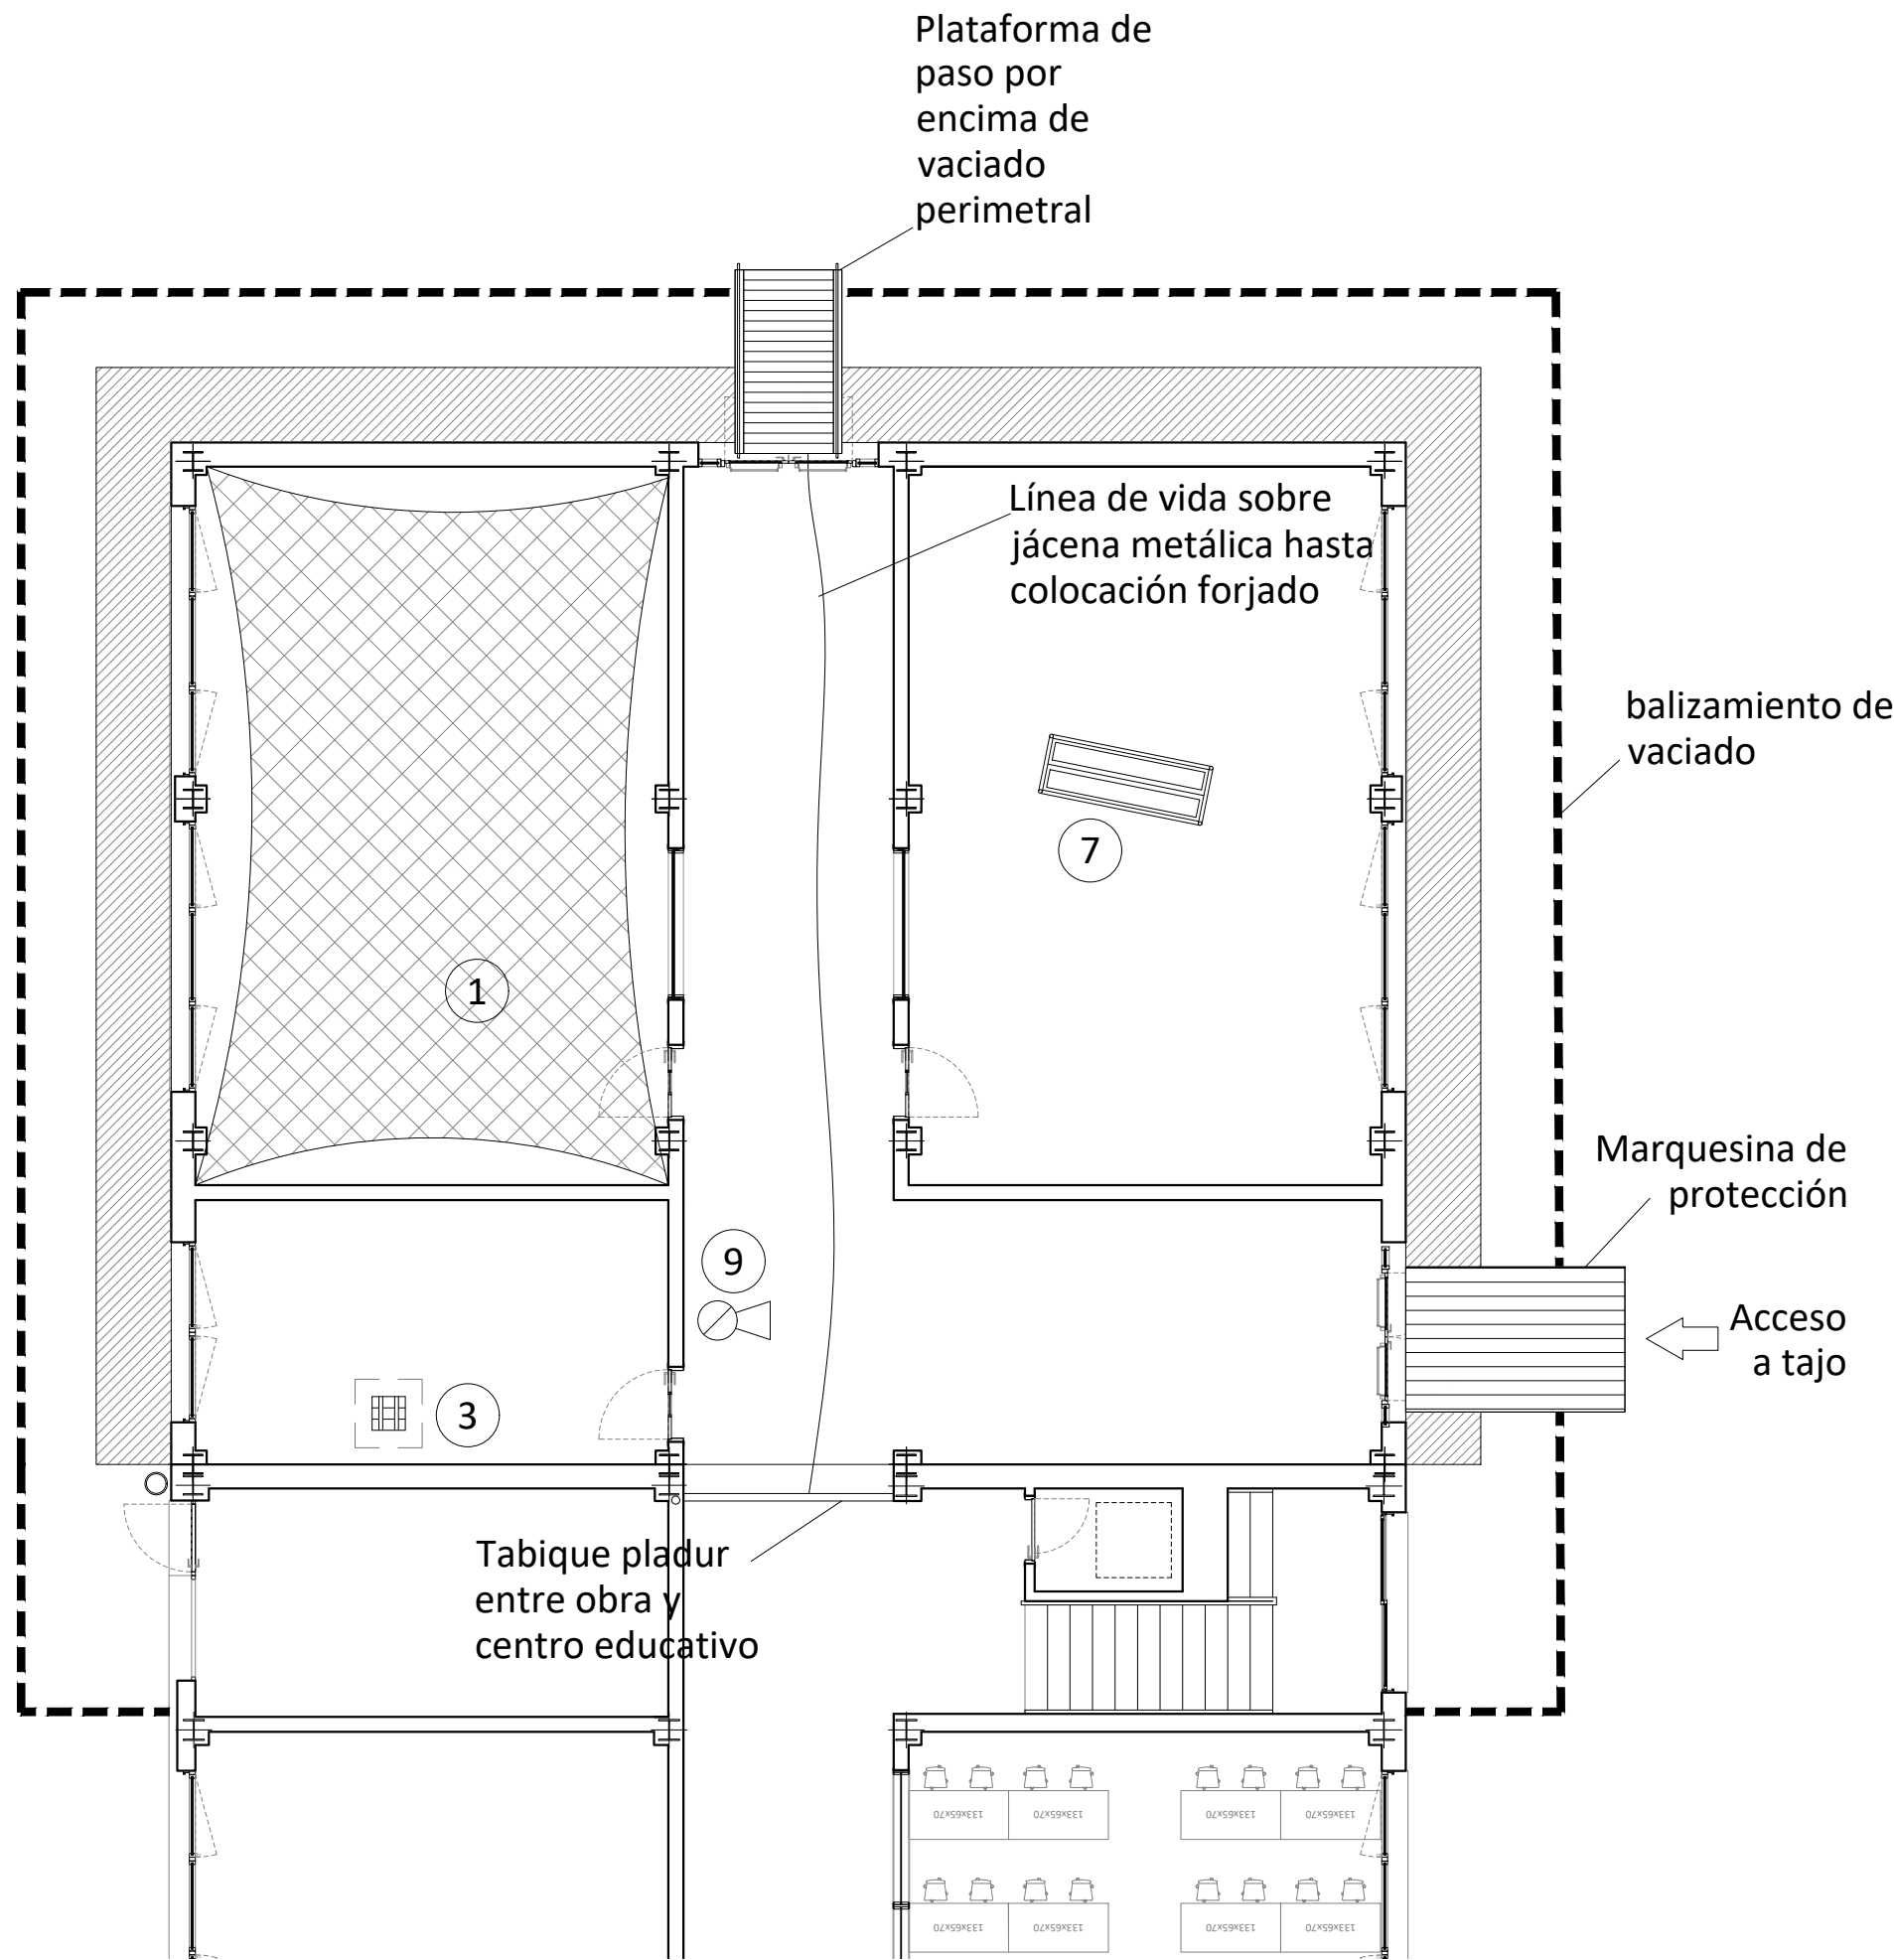 Plataforma de
paso por
encima de
vaciado
perimetral
Línea de vida sobre
jácena metálica hasta
colocación forjado
balizamiento de
vaciado
7
1
Marquesina de
protección
9
Acceso
a tajo
3
Tabique pladur
entre obra y
centro educativo
133x65x70 133x65x70 133x65x70 133x65x70
133x65x70 133x65x70 133x65x70 133x65x70